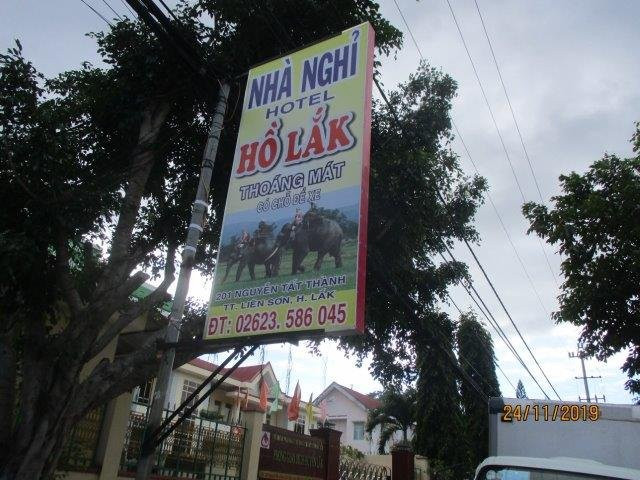 NHÀ NGHỈ
HOTEL
HỒ LẮK
THOÁNG MÁT
CÓ CHỖ ĐỂ XE
201 NGUYỄN TẤT THÀNH
TT. LIÊN SƠN, H. LẮK
ĐT: 02623. 586 045
24/11/2019